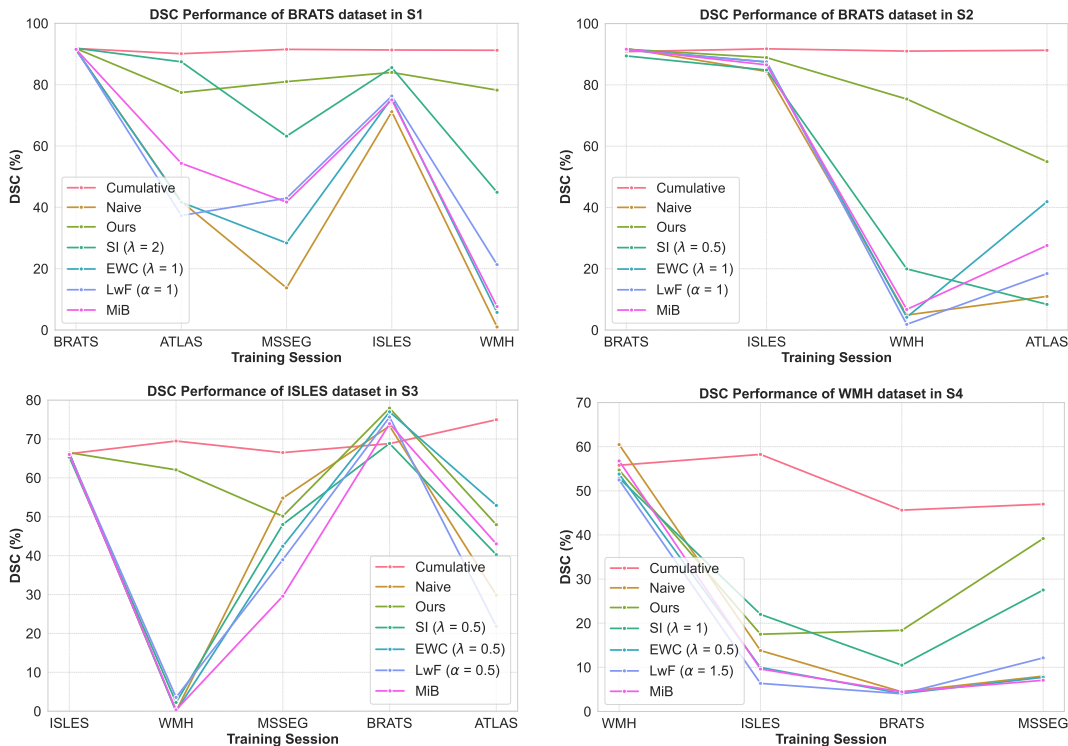 DSC Performance of BRATS dataset in S1
100
80
60
40
20
0
DSC (%)
Cumulative
Naive
Ours
SI (λ = 2)
EWC (λ = 1)
LwF (α = 1)
MiB
BRATS ATLAS MSSEG ISLES WMH
Training Session
DSC Performance of BRATS dataset in S2
100
80
60
40
20
0
DSC (%)
Cumulative
Naive
Ours
SI (λ = 0.5)
EWC (λ = 1)
LwF (α = 1)
MiB
BRATS ISLES WMH ATLAS
Training Session
DSC Performance of ISLES dataset in S3
80
70
60
50
40
30
20
10
0
DSC (%)
Cumulative
Naive
Ours
SI (λ = 0.5)
EWC (λ = 0.5)
LwF (α = 0.5)
MiB
ISLES WMH MSSEG BRATS ATLAS
Training Session
DSC Performance of WMH dataset in S4
70
60
50
40
30
20
10
0
DSC (%)
Cumulative
Naive
Ours
SI (λ = 1)
EWC (λ = 0.5)
LwF (α = 1.5)
MiB
WMH ISLES BRATS MSSEG
Training Session